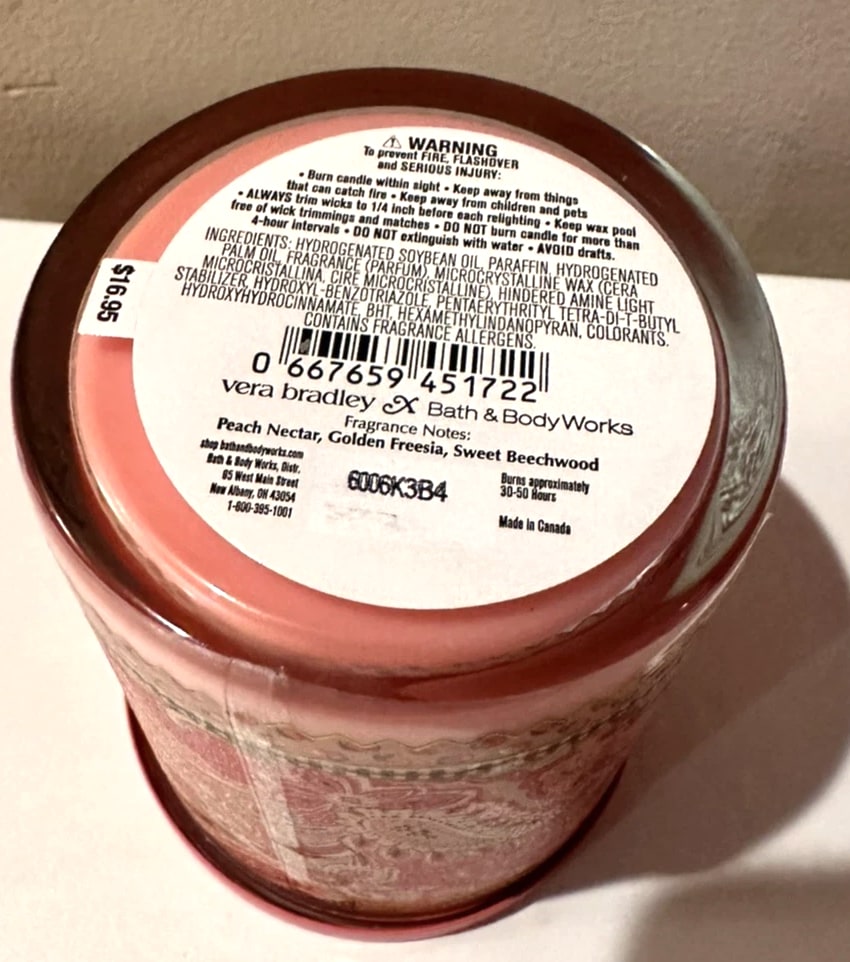 ⚠ WARNING
To prevent FIRE, FLASHOVER
and SERIOUS INJURY:
• Burn candle within sight • Keep away from things
that can catch fire • Keep away from children and pets
• ALWAYS trim wicks to 1/4 inch before each relighting • Keep wax pool
free of wick trimmings and matches • DO NOT burn candle for more than
4-hour intervals • DO NOT extinguish with water • AVOID drafts.
INGREDIENTS: HYDROGENATED SOYBEAN OIL, PARAFFIN, HYDROGENATED
PALM OIL, FRAGRANCE (PARFUM), MICROCRYSTALLINE WAX (CERA
MICROCRISTALLINA, CIRE MICROCRISTALLINE), HINDERED AMINE LIGHT
STABILIZER, HYDROXYL-BENZOTRIAZOLE, PENTAERYTHRITYL TETRA-DI-T-BUTYL
HYDROXYHYDROCINNAMATE, BHT, HEXAMETHYLINDANOPYRAN, COLORANTS.
CONTAINS FRAGRANCE ALLERGENS.
$16.95
0 667659 451722
vera bradley X Bath & Body Works
Fragrance Notes:
Peach Nectar, Golden Freesia, Sweet Beechwood
shop bathandbodyworks.com
Bath & Body Works, Distr.
65 West Main Street
New Albany, OH 43054
1-800-395-1001
6006K3B4
Burns approximately
30-50 Hours
Made in Canada